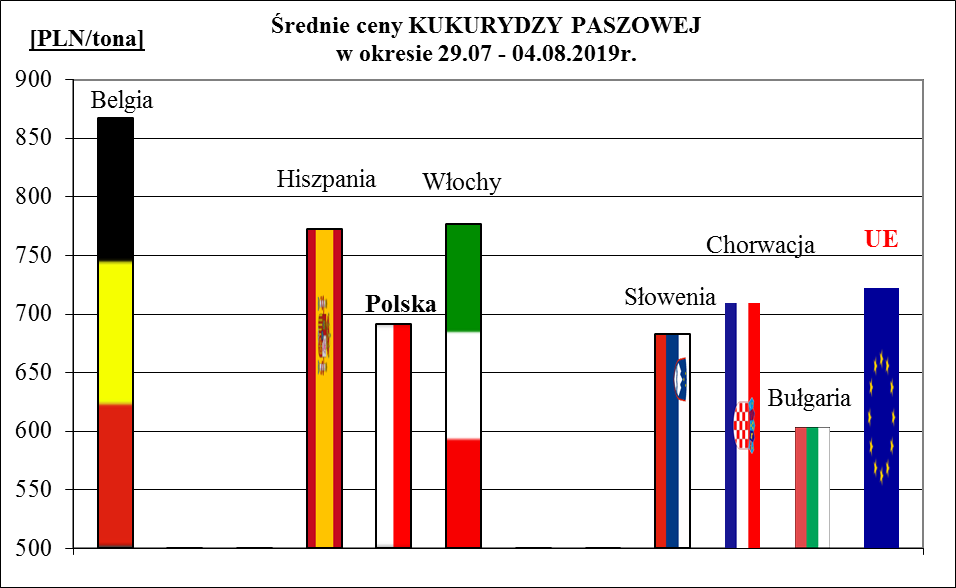 Średnie ceny KUKURYDZY PASZOWEJ
w okresie 29.07 - 04.08.2019r.
[PLN/tona]
900
850
800
750
700
650
600
550
500
Belgia
Hiszpania
Polska
Włochy
Słowenia
Chorwacja
Bułgaria
UE